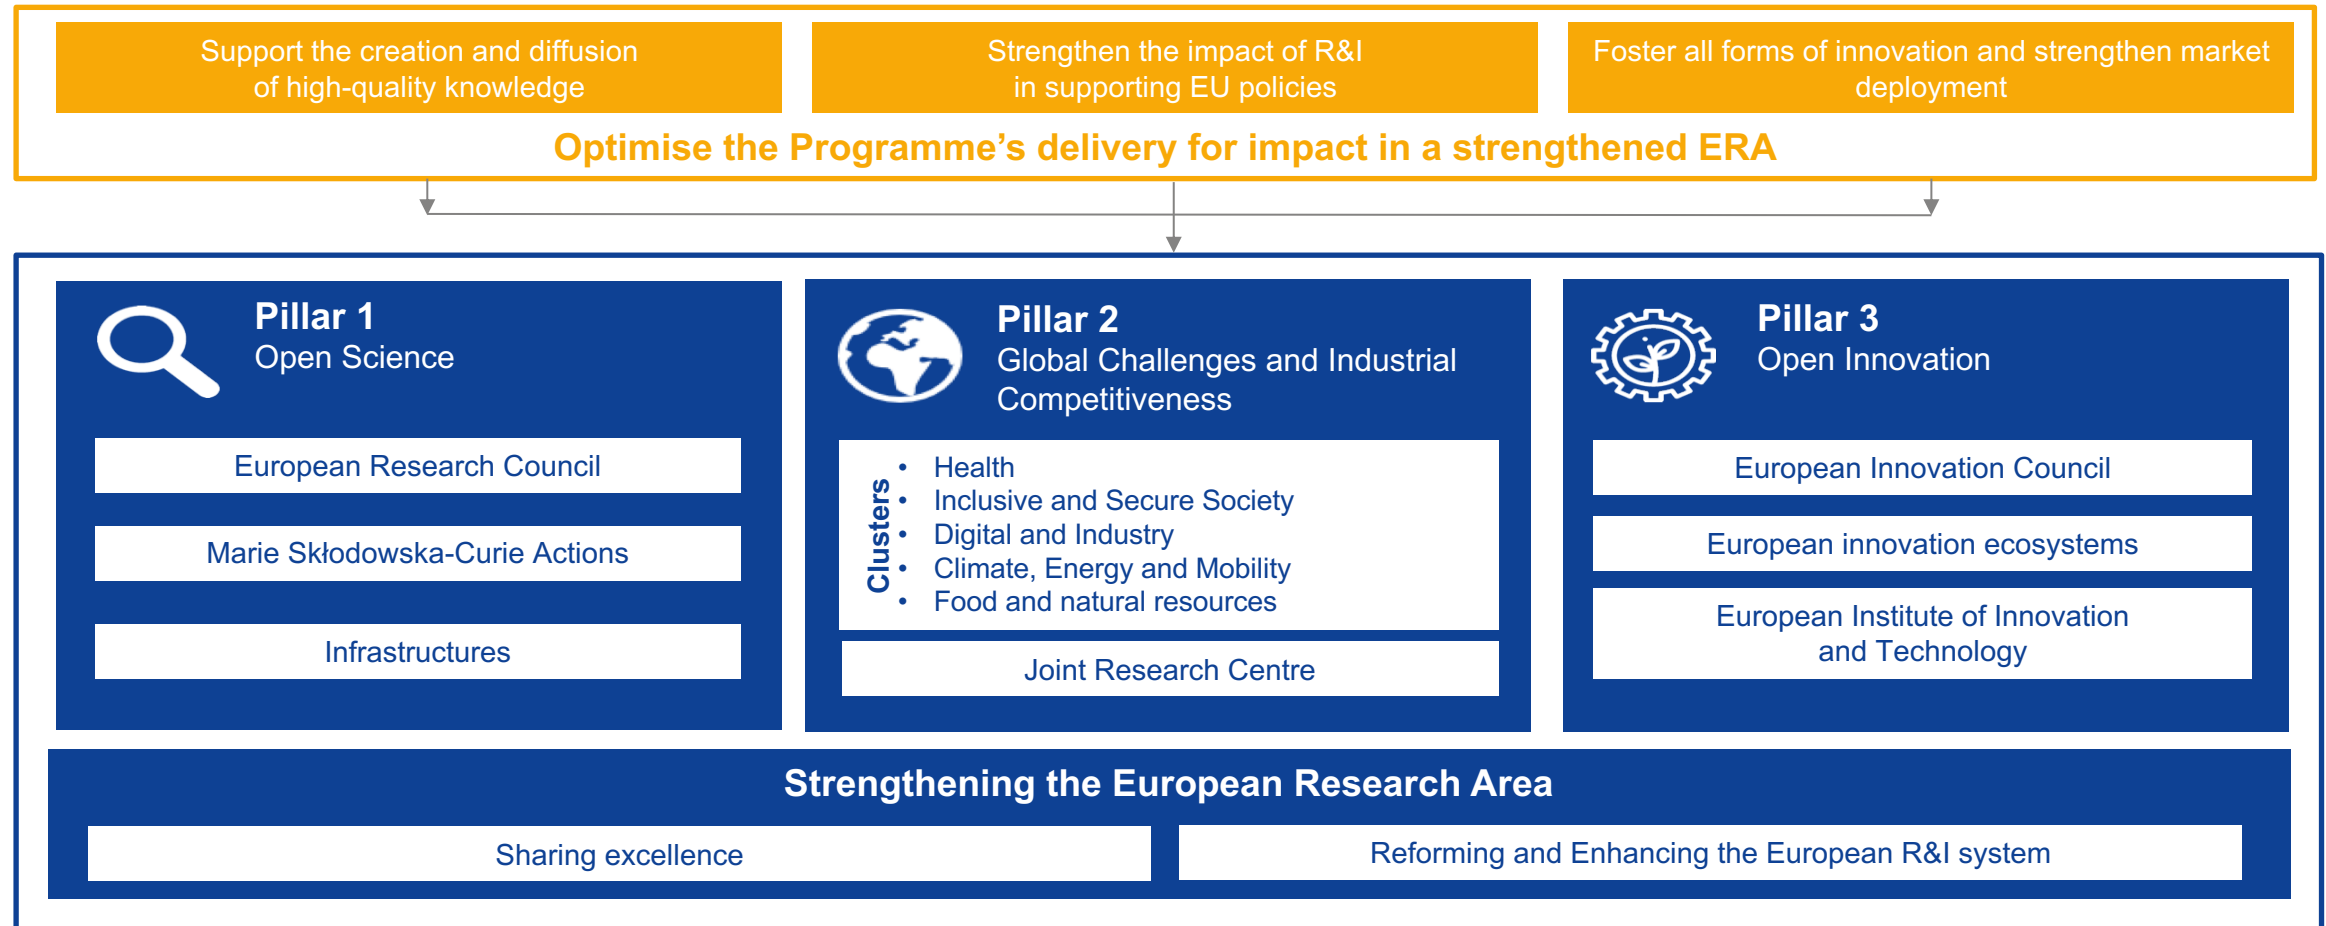 Support the creation and diffusion
of high-quality knowledge
Strengthen the impact of R&I
in supporting EU policies
Foster all forms of innovation and strengthen market
deployment
Optimise the Programme’s delivery for impact in a strengthened ERA
Pillar 1
Open Science
European Research Council
Marie Skłodowska-Curie Actions
Infrastructures
Pillar 2
Global Challenges and Industrial
Competitiveness
Clusters
• Health
• Inclusive and Secure Society
• Digital and Industry
• Climate, Energy and Mobility
• Food and natural resources
Joint Research Centre
Pillar 3
Open Innovation
European Innovation Council
European innovation ecosystems
European Institute of Innovation
and Technology
Strengthening the European Research Area
Sharing excellence
Reforming and Enhancing the European R&I system